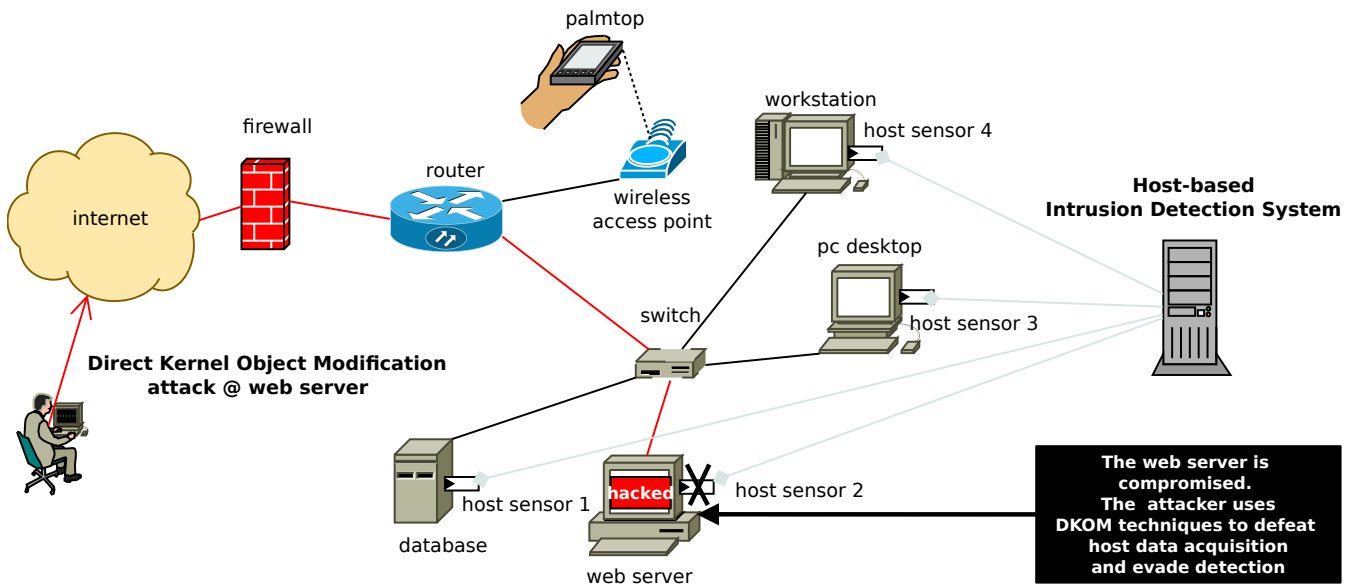 palmtop
workstation
host sensor 4
firewall
router
wireless
access point
internet
Host-based
Intrusion Detection System
pc desktop
host sensor 3
switch
Direct Kernel Object Modification
attack @ web server
hacked
host sensor 1
host sensor 2
database
web server
The web server is
compromised.
The attacker uses
DKOM techniques to defeat
host data acquisition
and evade detection